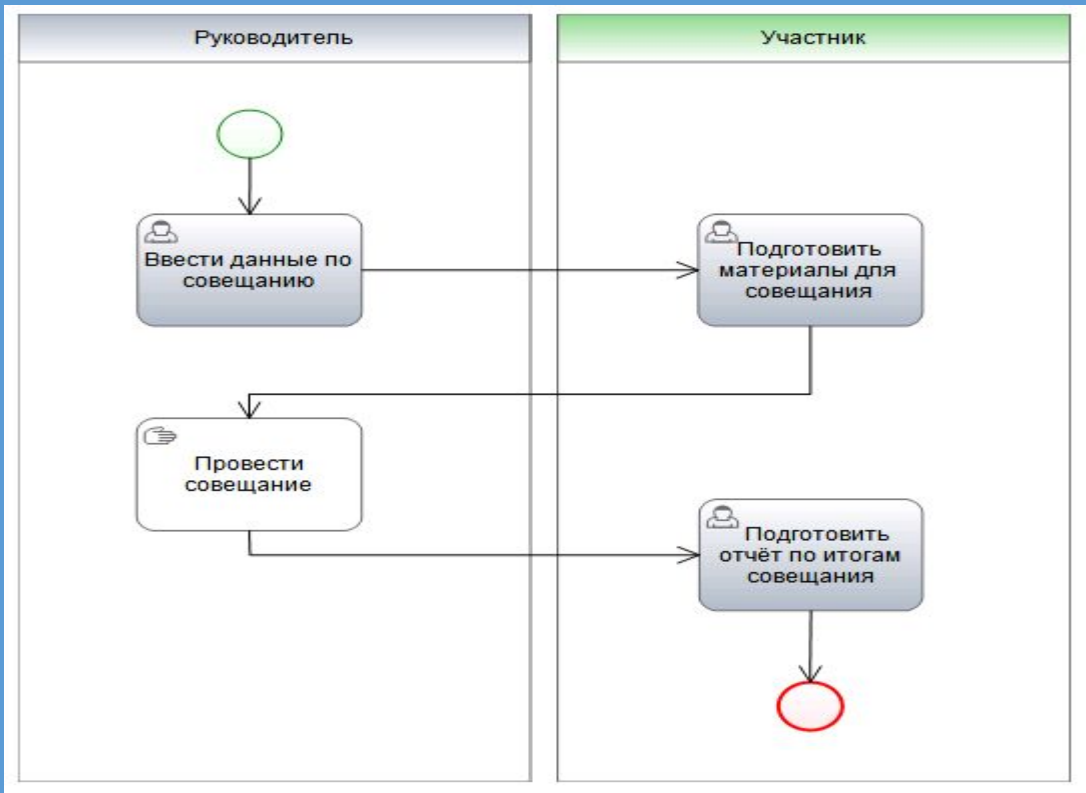 Руководитель
Участник
Ввести данные по
совещанию
Подготовить
материалы для
совещания
Провести
совещание
Подготовить
отчёт по итогам
совещания